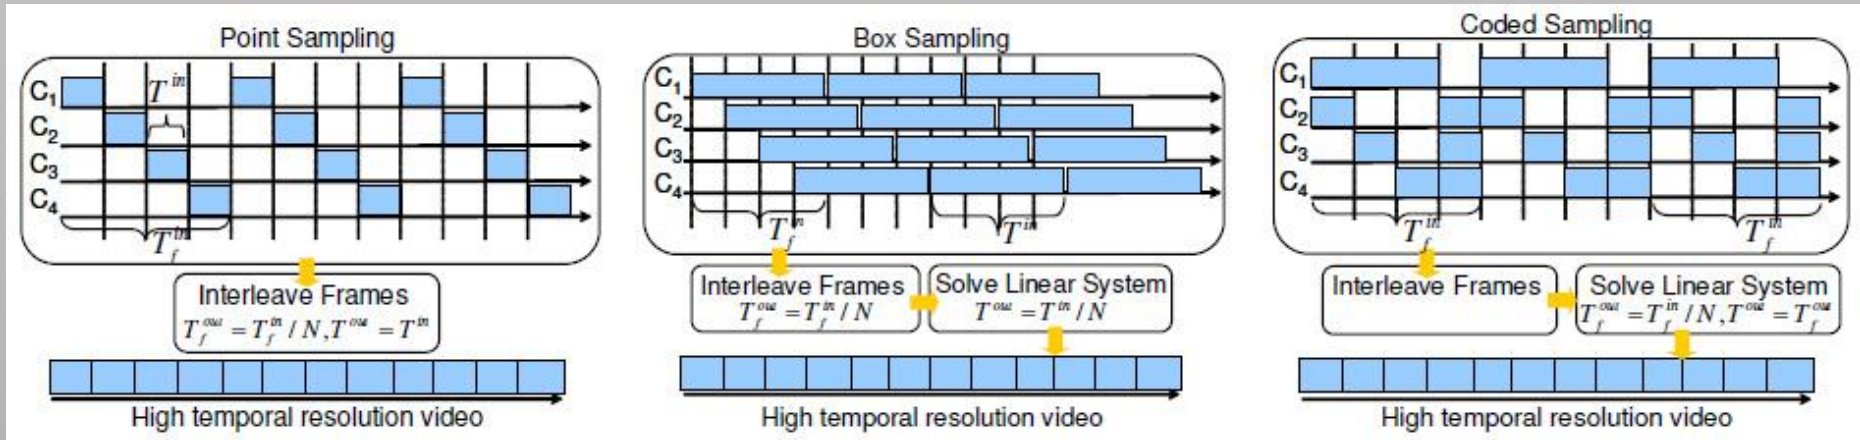 Point Sampling
C1
T^in
C2
C3
C4
T_f^in
Interleave Frames
T_f^out = T_f^in / N, T^out = T^in
High temporal resolution video
Box Sampling
C1
C2
C3
C4
T_f^in
T^in
Interleave Frames
T_f^out = T_f^in / N
Solve Linear System
T^out = T^in / N
High temporal resolution video
Coded Sampling
C1
C2
C3
C4
T_f^in
T_f^in
Interleave Frames
Solve Linear System
T_f^out = T_f^in / N, T^out = T_f^out
High temporal resolution video